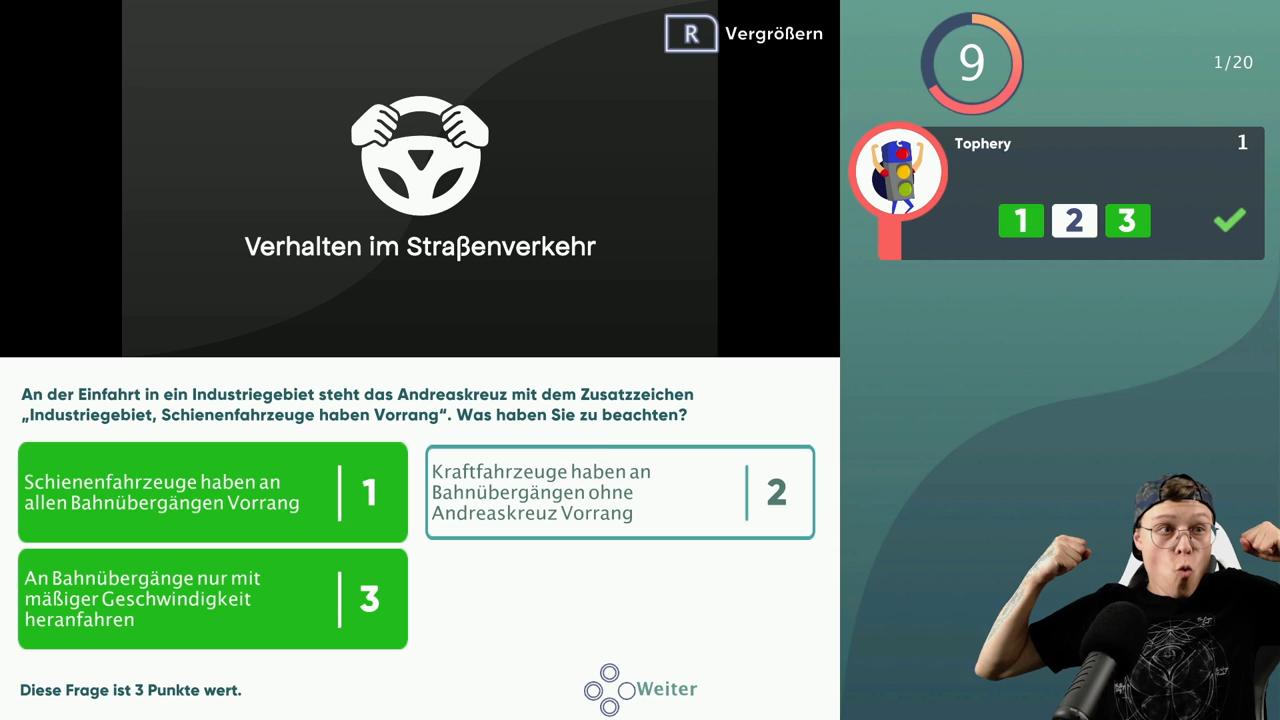 R Vergrößern
Verhalten im Straßenverkehr
An der Einfahrt in ein Industriegebiet steht das Andreaskreuz mit dem Zusatzzeichen
„Industriegebiet, Schienenfahrzeuge haben Vorrang“. Was haben Sie zu beachten?
Schienenfahrzeuge haben an
allen Bahnübergängen Vorrang
1
Kraftfahrzeuge haben an
Bahnübergängen ohne
Andreaskreuz Vorrang
2
An Bahnübergänge nur mit
mäßiger Geschwindigkeit
heranfahren
3
Diese Frage ist 3 Punkte wert.
Weiter
9
1/20
Tophery 1
1 2 3